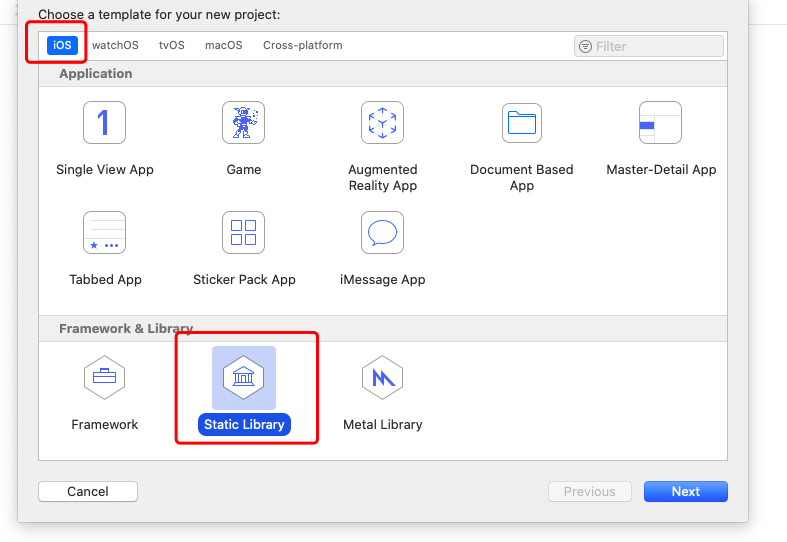 Choose a template for your new project:
iOS watchOS tvOS macOS Cross-platform Filter
Application
1
Single View App Game Augmented Reality App Document Based App Master-Detail App
Tabbed App Sticker Pack App iMessage App
Framework & Library
Framework Static Library Metal Library
Cancel Previous Next